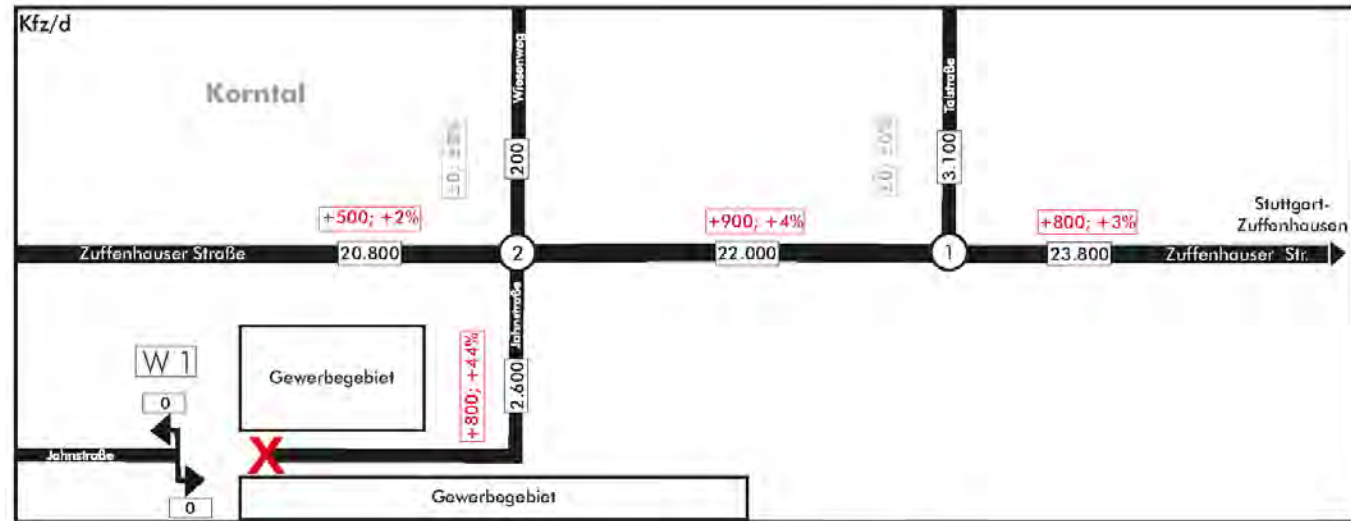 Kfz/d
Korntal
Wiesenweg
200
Talstraße
±0; ±0%
3.100
+500; +2%
+900; +4%
+800; +3%
Stuttgart-
Zuffenhausen
Zuffenhauser Straße
20.800
2
22.000
1
23.800
Zuffenhauser Str.
Jahnstraße
+800; +44%
2.600
W 1
Gewerbegebiet
0
Jahnstraße
X
0
Gewerbegebiet